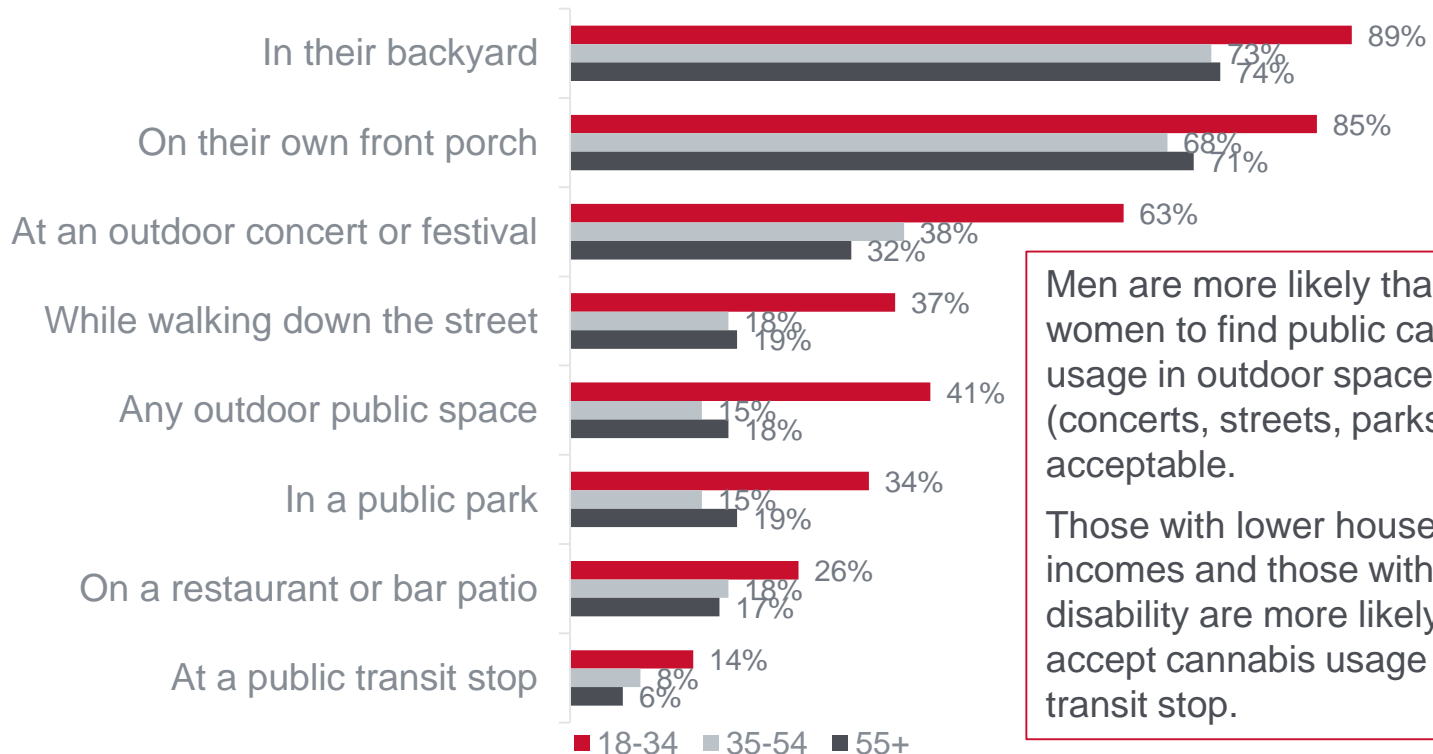 In their backyard
89%
73%
74%
On their own front porch
85%
68%
71%
At an outdoor concert or festival
63%
38%
32%
While walking down the street
37%
18%
19%
Any outdoor public space
41%
15%
18%
In a public park
34%
15%
19%
On a restaurant or bar patio
26%
18%
17%
At a public transit stop
14%
8%
6%
18-34 35-54 55+
Men are more likely tha
women to find public ca
usage in outdoor space
(concerts, streets, parks
acceptable.
Those with lower house
incomes and those with
disability are more likely
accept cannabis usage
transit stop.